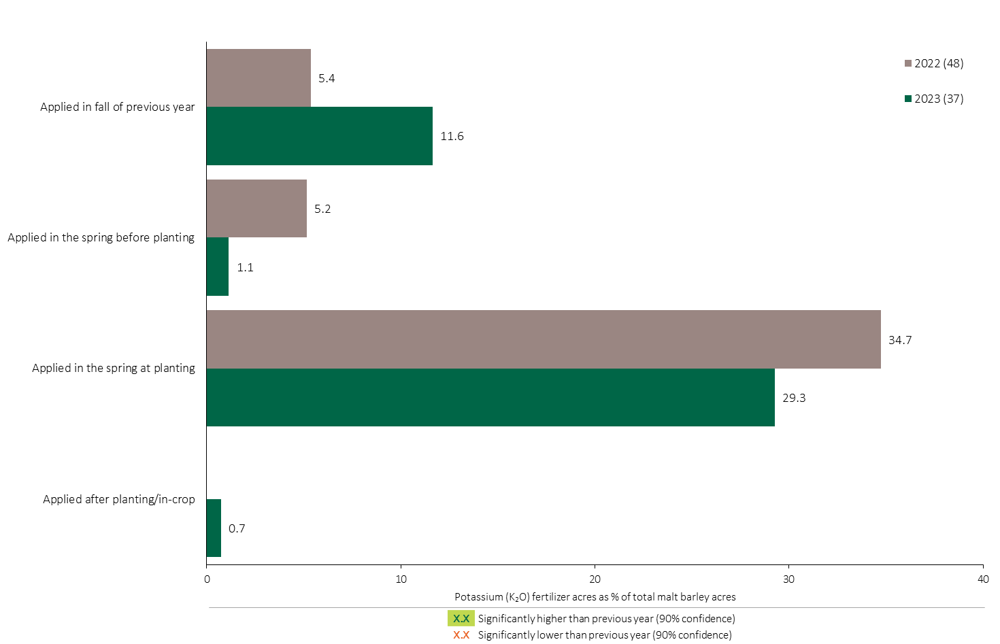 2022 (48)
2023 (37)
Applied in fall of previous year
5.4
11.6
Applied in the spring before planting
5.2
1.1
Applied in the spring at planting
34.7
29.3
Applied after planting/in-crop
0.7
0 10 20 30 40
Potassium (K₂O) fertilizer acres as % of total malt barley acres
X.X Significantly higher than previous year (90% confidence)
X.X Significantly lower than previous year (90% confidence)